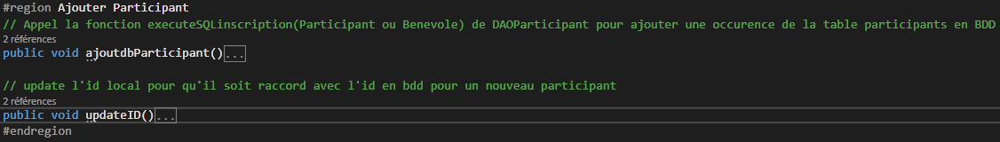 #region Ajouter Participant
// Appel la fonction executeSQLinscription(Participant ou Benevole) de DAOParticipant pour ajouter une occurence de la table participants en BDD
2 références
public void ajoutdbParticipant()...
// update l'id local pour qu'il soit raccord avec l'id en bdd pour un nouveau participant
2 références
public void updateID()...
#endregion